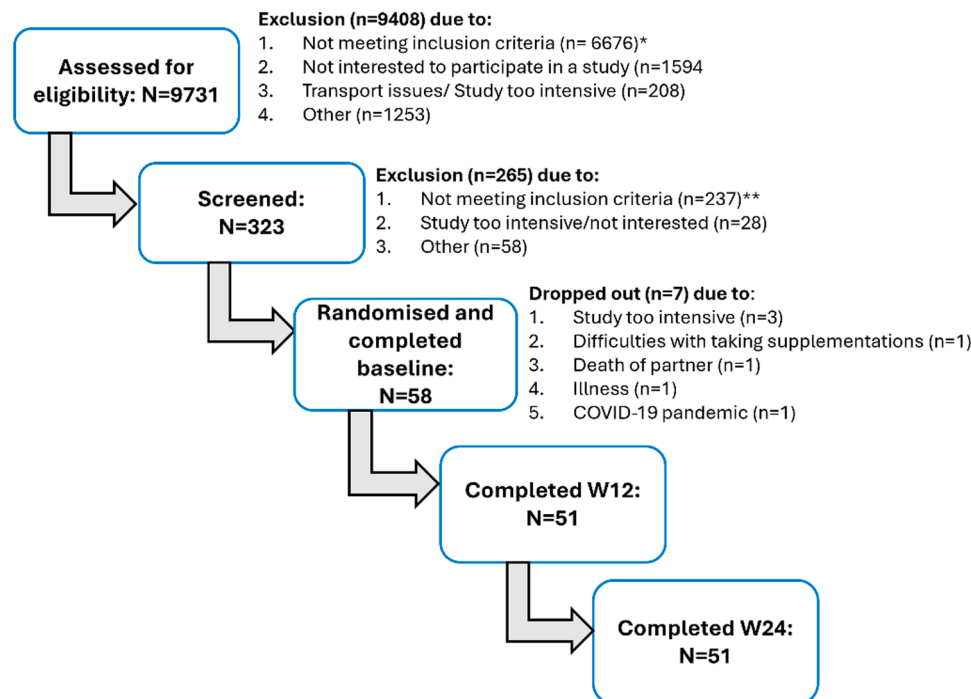 Exclusion (n=9408) due to:
1. Not meeting inclusion criteria (n= 6676)*
2. Not interested to participate in a study (n=1594
3. Transport issues/ Study too intensive (n=208)
4. Other (n=1253)
Assessed for
eligibility: N=9731
Exclusion (n=265) due to:
1. Not meeting inclusion criteria (n=237)**
2. Study too intensive/not interested (n=28)
3. Other (n=58)
Screened:
N=323
Dropped out (n=7) due to:
1. Study too intensive (n=3)
2. Difficulties with taking supplementations (n=1)
3. Death of partner (n=1)
4. Illness (n=1)
5. COVID-19 pandemic (n=1)
Randomised and
completed
baseline:
N=58
Completed W12:
N=51
Completed W24:
N=51